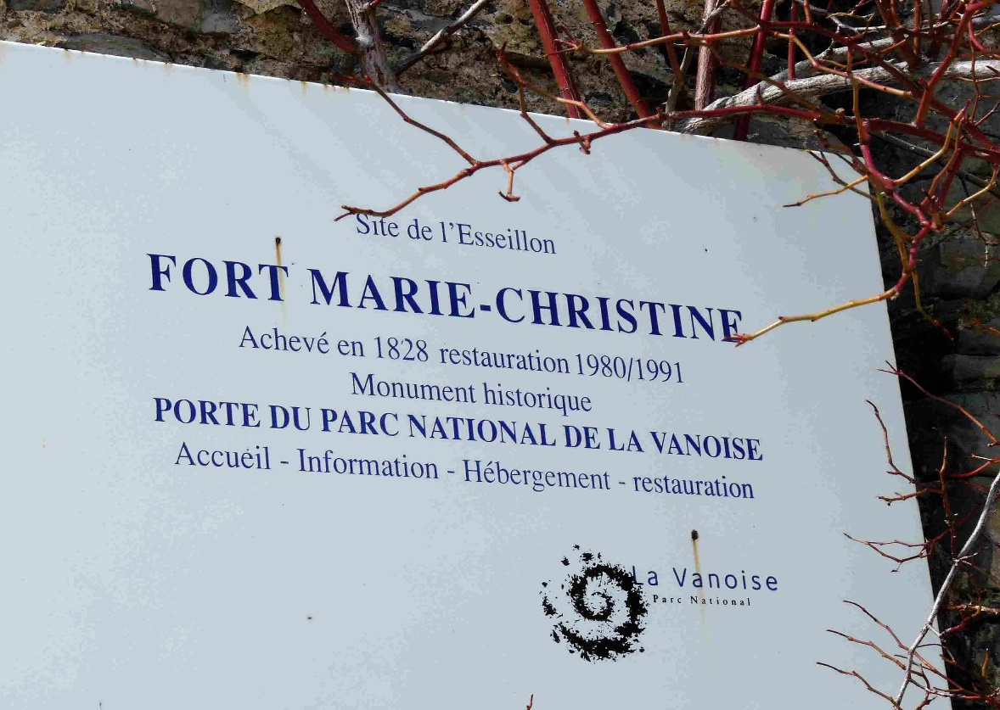 Site de l'Esseillon
FORT MARIE-CHRISTINE
Achevé en 1828 restauration 1980/1991
Monument historique
PORTE DU PARC NATIONAL DE LA VANOISE
Accueil - Information - Hébergement - restauration
La Vanoise
Parc National